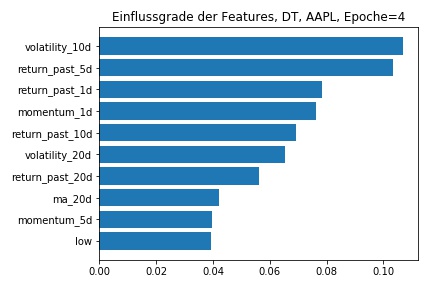 Einflussgrade der Features, DT, AAPL, Epoche=4
volatility_10d
return_past_5d
return_past_1d
momentum_1d
return_past_10d
volatility_20d
return_past_20d
ma_20d
momentum_5d
low
0.00 0.02 0.04 0.06 0.08 0.10